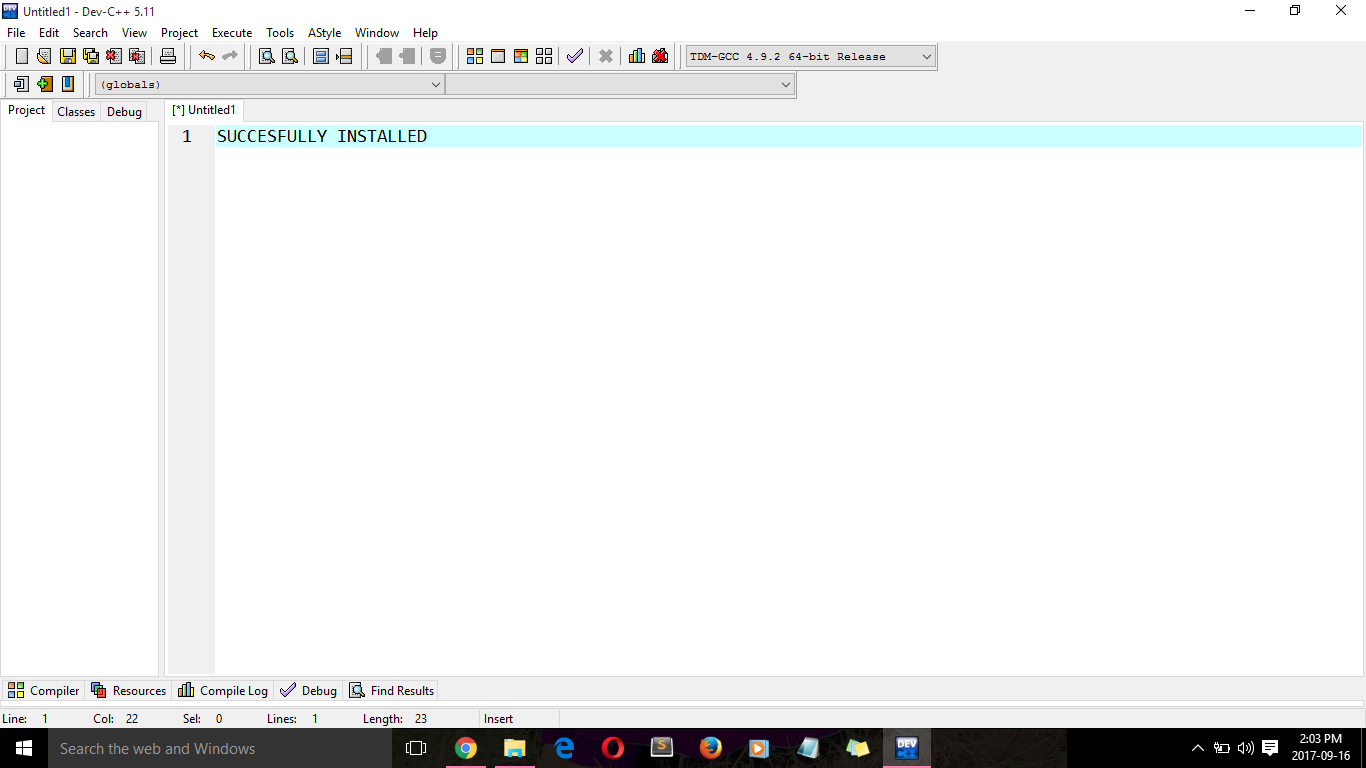 Untitled1 - Dev-C++ 5.11
File Edit Search View Project Execute Tools AStyle Window Help
TDM-GCC 4.9.2 64-bit Release
(globals)
Project Classes Debug [*] Untitled1
1 SUCCESFULLY INSTALLED
Compiler Resources Compile Log Debug Find Results
Line: 1 Col: 22 Sel: 0 Lines: 1 Length: 23 Insert
Search the web and Windows
DEV
2:03 PM
2017-09-16